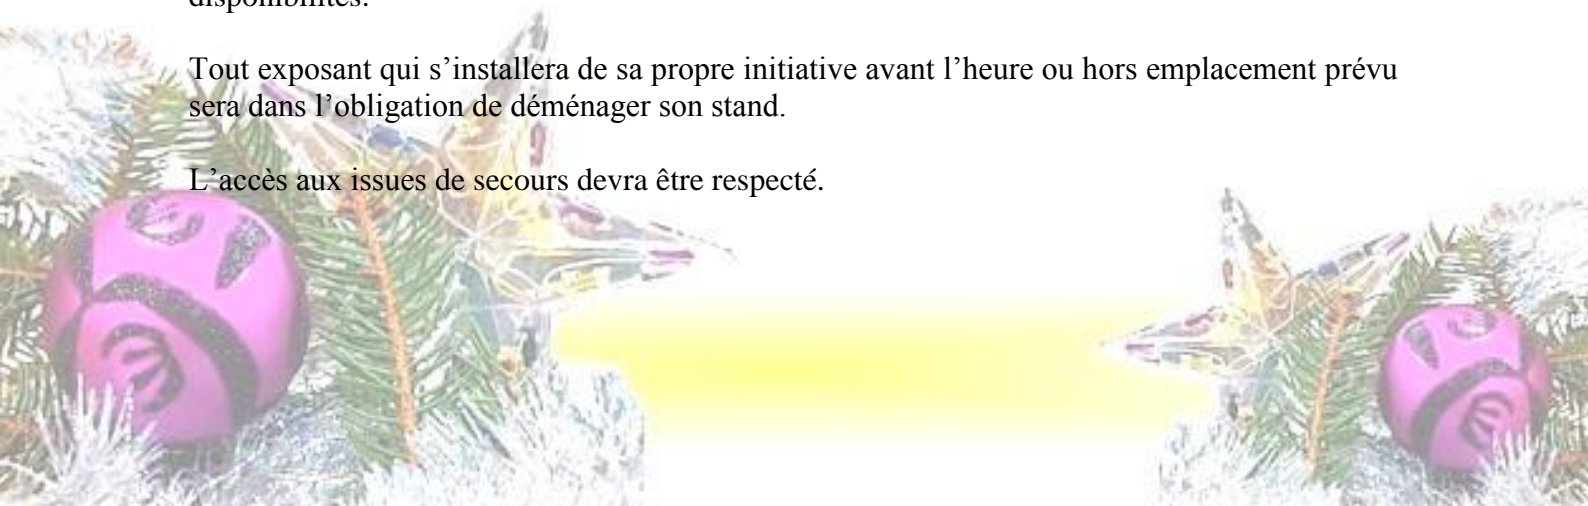 disponibilités.
Tout exposant qui s’installera de sa propre initiative avant l’heure ou hors emplacement prévu
sera dans l’obligation de déménager son stand.
L’accès aux issues de secours devra être respecté.